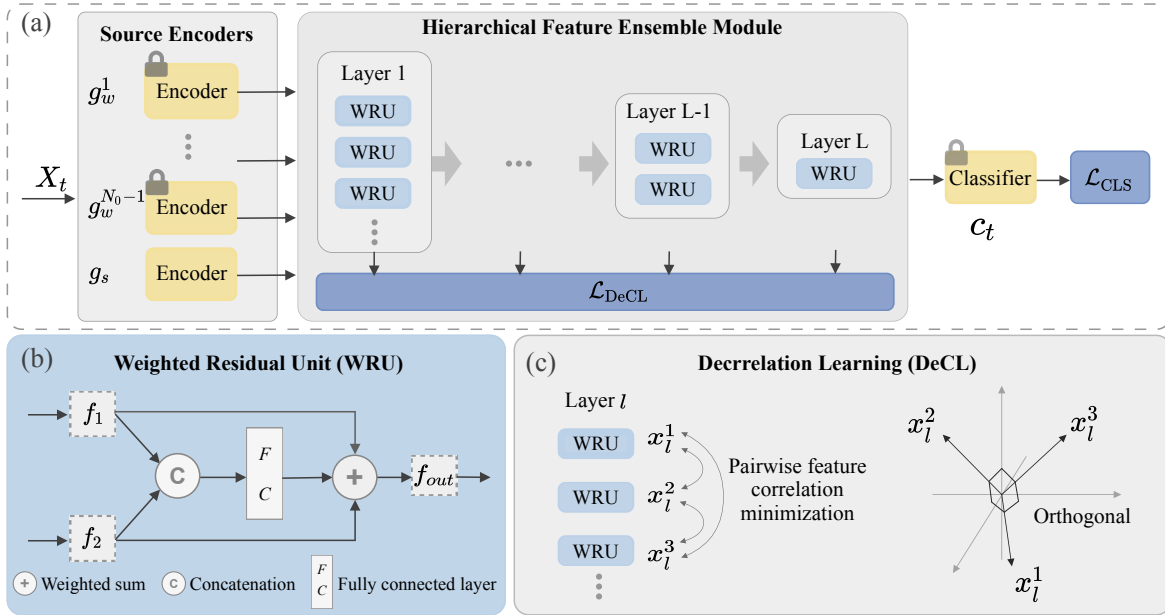 (a)
Source Encoders
Hierarchical Feature Ensemble Module
X_t
g_w^1
Encoder
g_w^{N_0-1}
Encoder
g_s
Encoder
Layer 1
WRU
WRU
WRU
...
Layer L-1
WRU
WRU
Layer L
WRU
Classifier
c_t
ℒ_CLS
ℒ_DeCL
(b)
Weighted Residual Unit (WRU)
f_1
f_2
C
F
C
+
f_{out}
+ Weighted sum
C Concatenation
F
C
Fully connected layer
(c)
Decrrelation Learning (DeCL)
Layer l
WRU
x_l^1
WRU
x_l^2
WRU
x_l^3
Pairwise feature
correlation
minimization
x_l^2
x_l^3
Orthogonal
x_l^1